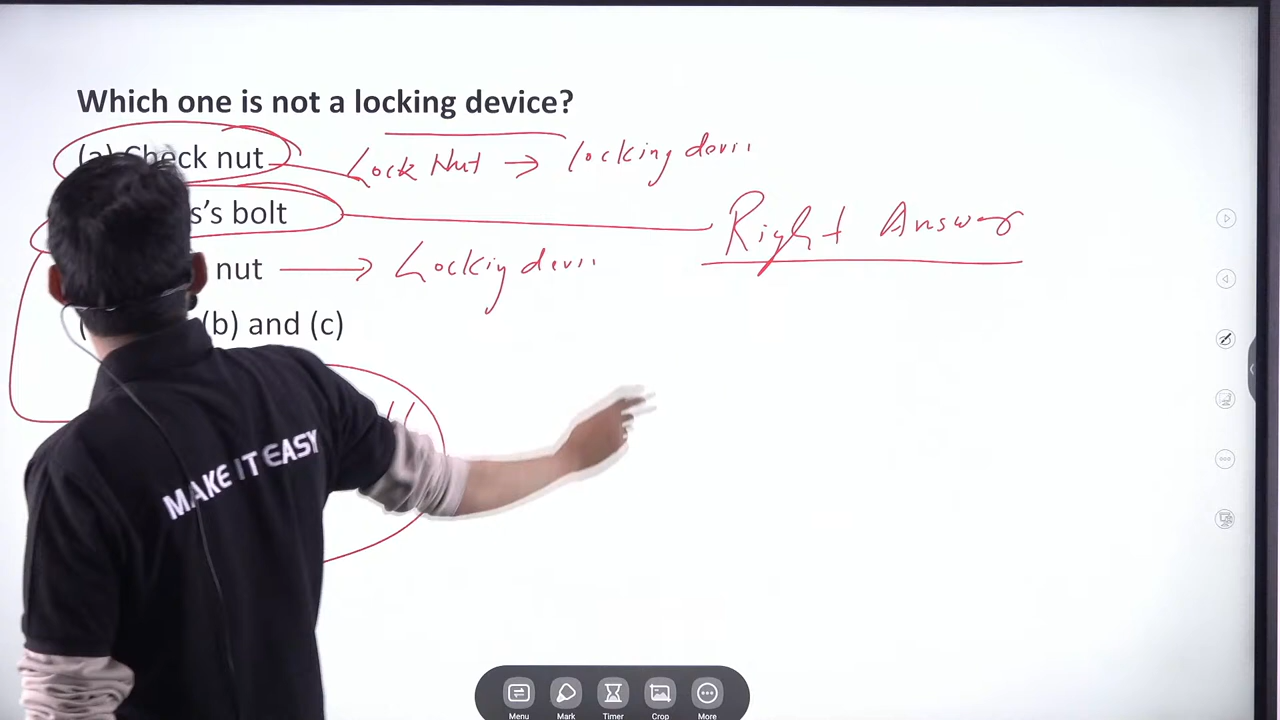 Which one is not a locking device?
(a) Check nut Lock Nut → Locking devi
s's bolt Right Answer
nut → Locking devi
(b) and (c)
MAKE IT EASY
Menu Mark Timer Crop More